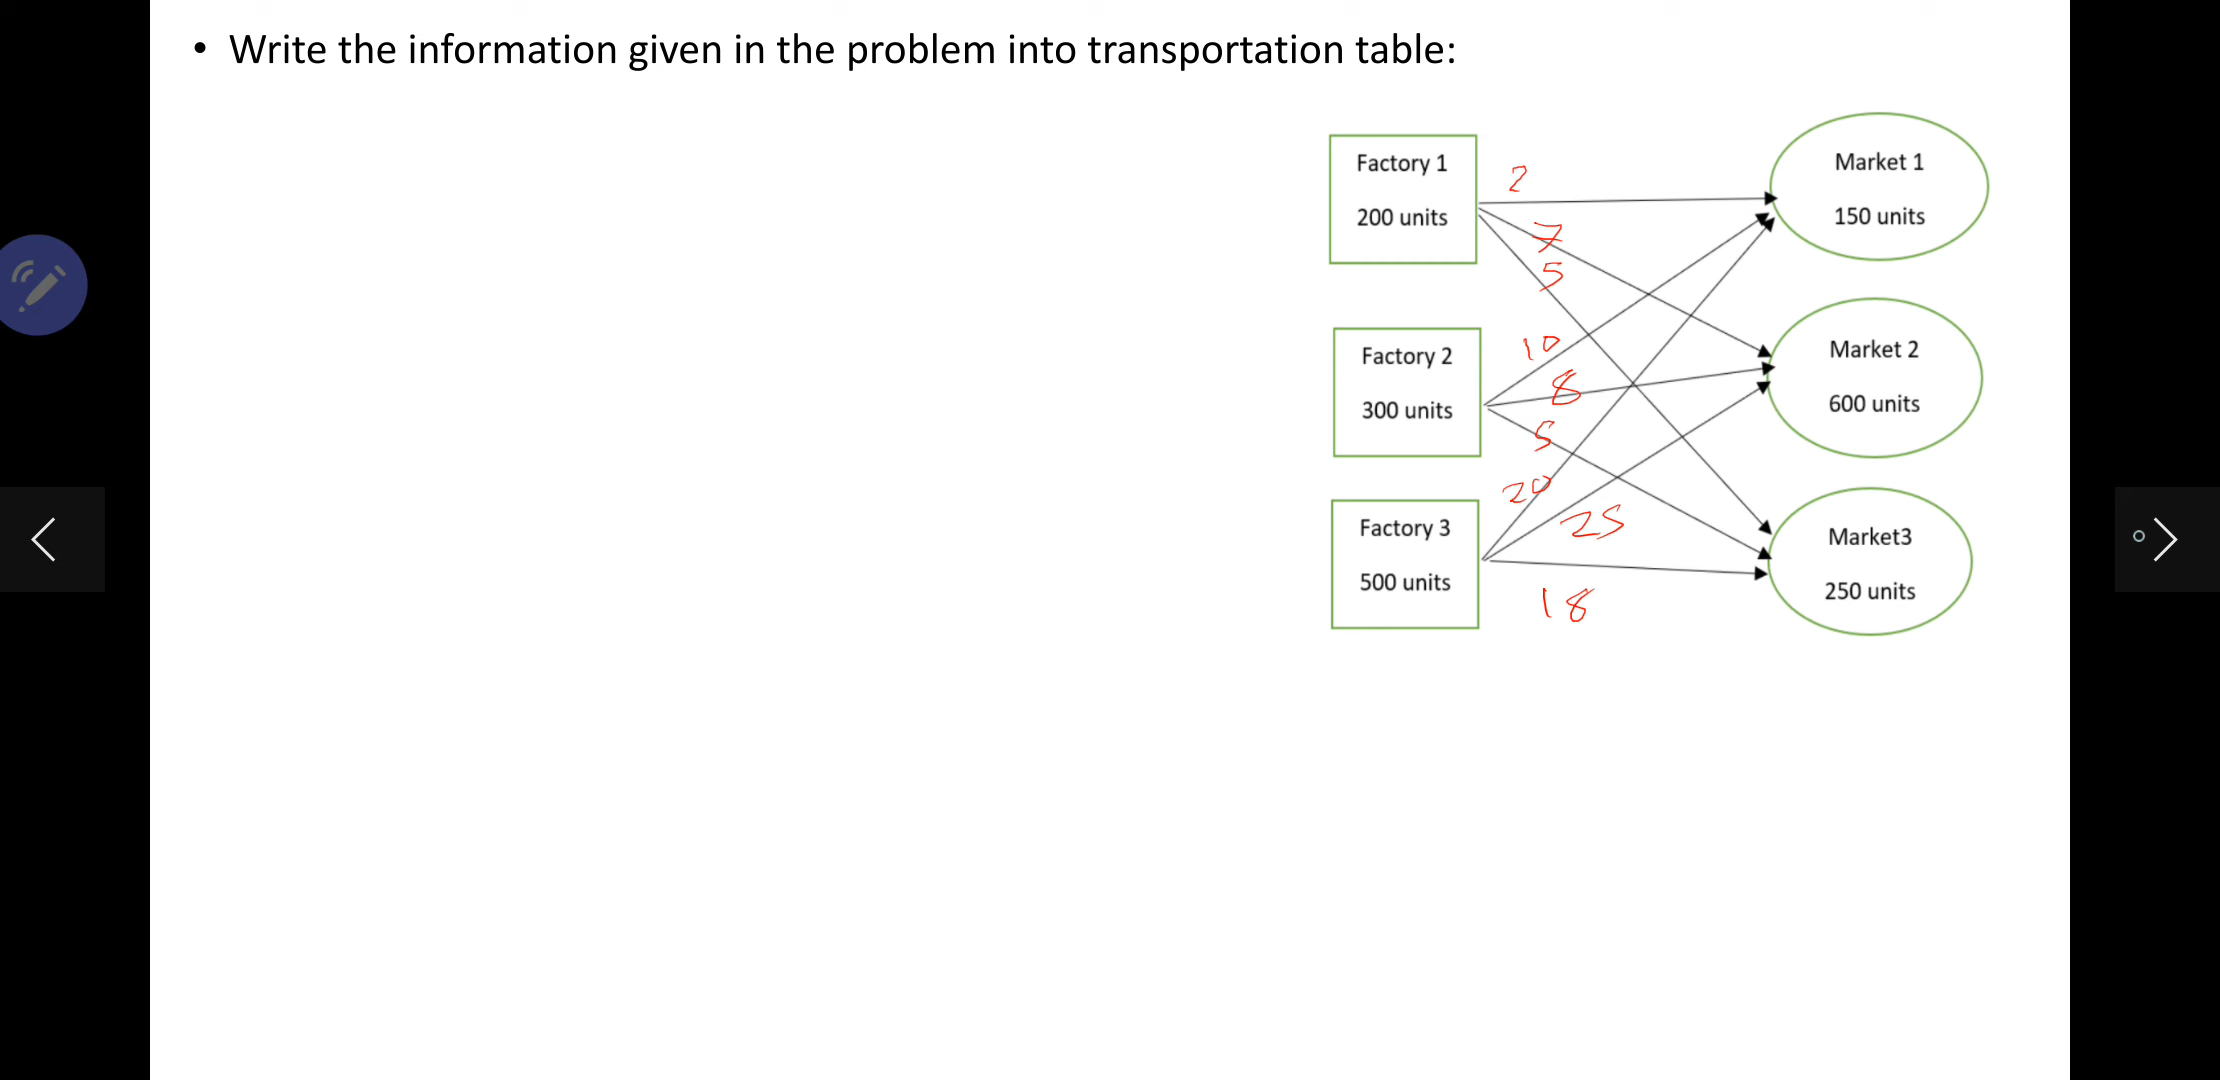 • Write the information given in the problem into transportation table:
Factory 1
200 units
2
7
5
Market 1
150 units
Factory 2
300 units
10
8
5
Market 2
600 units
Factory 3
500 units
20
25
18
Market3
250 units